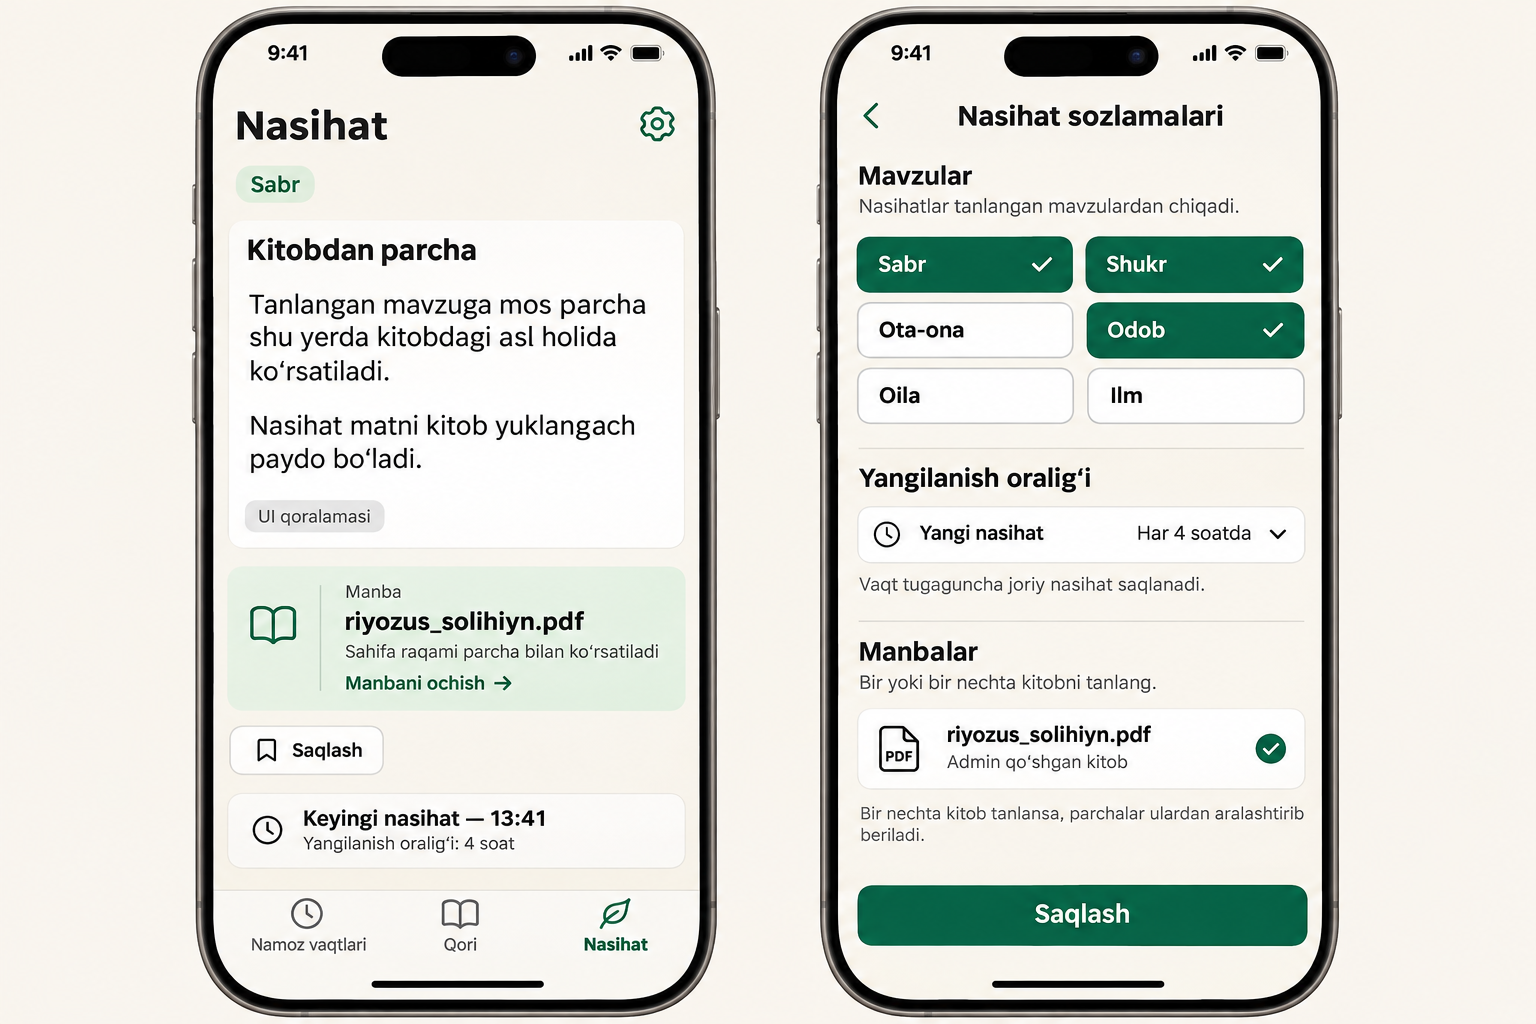 9:41
Nasihat
Sabr
Kitobdan parcha
Tanlangan mavzuga mos parcha
shu yerda kitobdagi asl holida
ko‘rsatiladi.
Nasihat matni kitob yuklangach
paydo bo‘ladi.
UI qoralamasi
Manba
riyozus_solihiyn.pdf
Sahifa raqami parcha bilan ko‘rsatiladi
Manbani ochish →
Saqlash
Keyingi nasihat — 13:41
Yangilanish oralig‘i: 4 soat
Namoz vaqtlari
Qori
Nasihat
9:41
Nasihat sozlamalari
Mavzular
Nasihatlar tanlangan mavzulardan chiqadi.
Sabr
Shukr
Ota-ona
Odob
Oila
Ilm
Yangilanish oralig‘i
Yangi nasihat Har 4 soatda
Vaqt tugaguncha joriy nasihat saqlanadi.
Manbalar
Bir yoki bir nechta kitobni tanlang.
PDF
riyozus_solihiyn.pdf
Admin qo‘shgan kitob
Bir nechta kitob tanlansa, parchalar ulardan aralashtirib
beriladi.
Saqlash